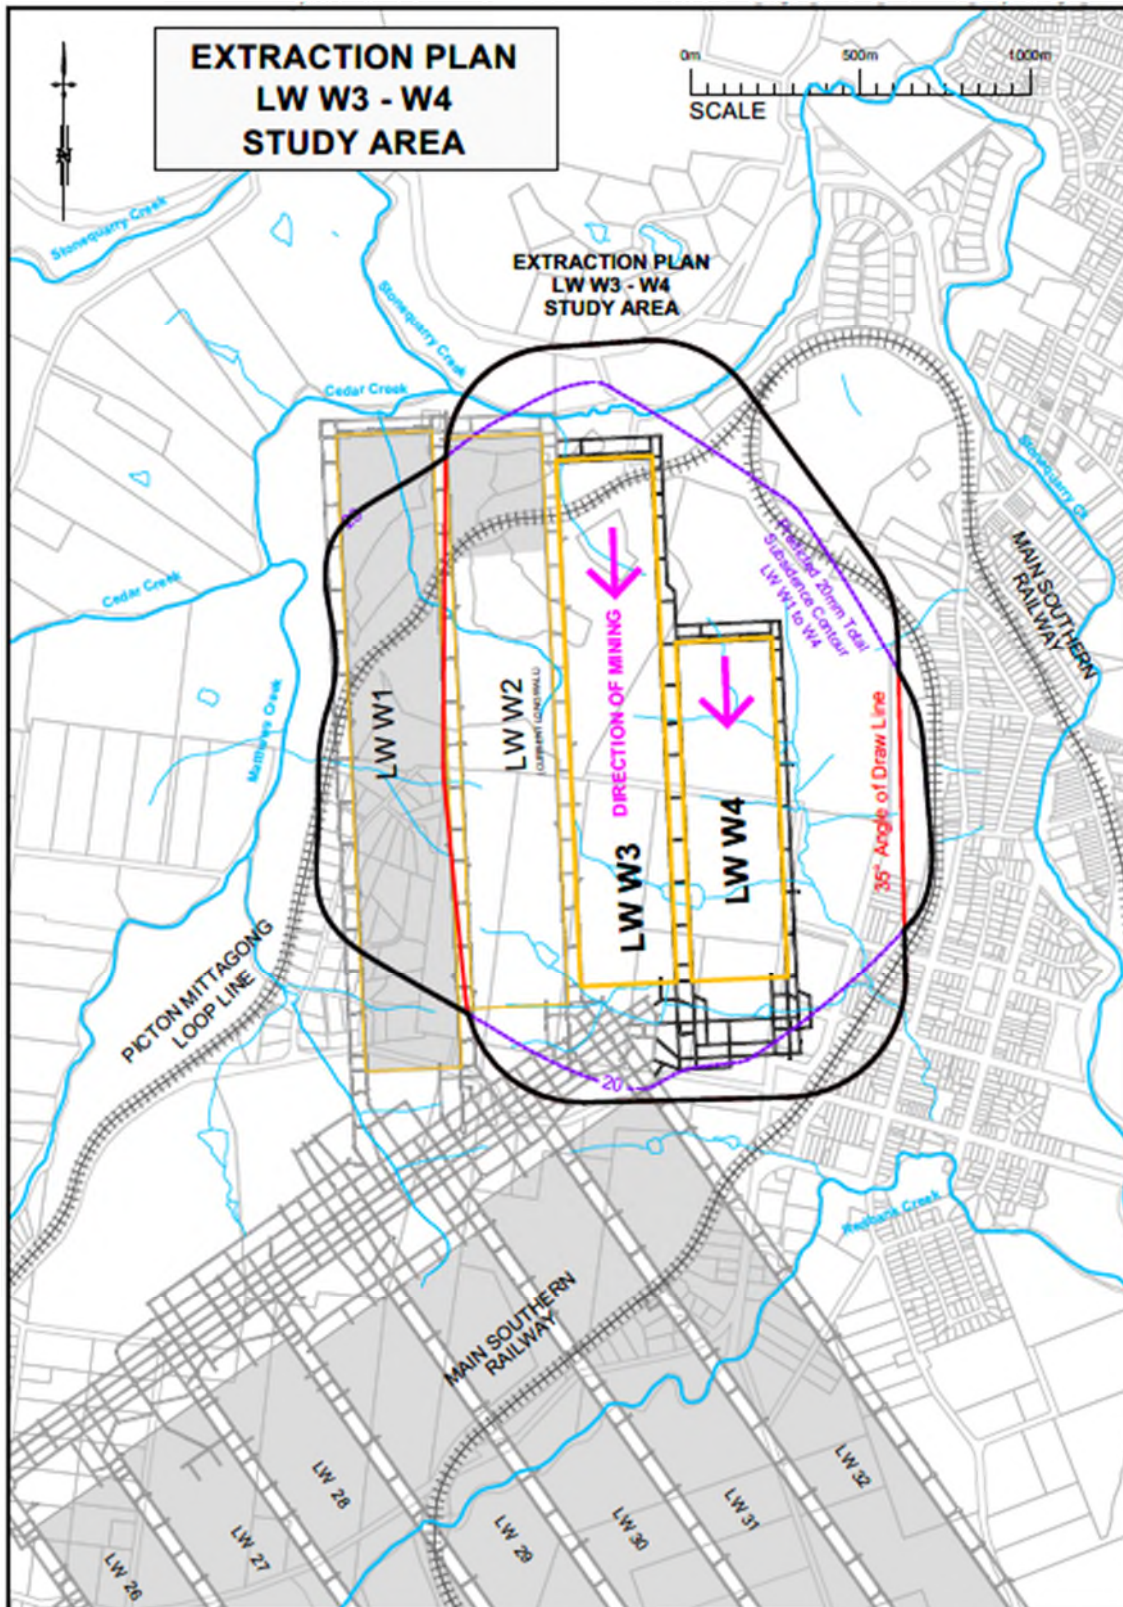 EXTRACTION PLAN
LW W3 - W4
STUDY AREA
0m 500m 1000m
SCALE
Stonequarry Creek
EXTRACTION PLAN
LW W3 - W4
STUDY AREA
Stonequarry Creek
Cedar Creek
Stonequarry Ck
20
Predicted 20mm Total
Subsidence Contour
LW W1 to W4
MAIN SOUTHERN
RAILWAY
Cedar Creek
Matthews Creek
DIRECTION OF MINING
LW W1
LW W2
(CURRENT LONGWALL)
LW W3
LW W4
35° Angle of Draw Line
PICTON MITTAGONG
LOOP LINE
20
Redbank Creek
MAIN SOUTHERN
RAILWAY
LW 26
LW 27
LW 28
LW 29
LW 30
LW 31
LW 32